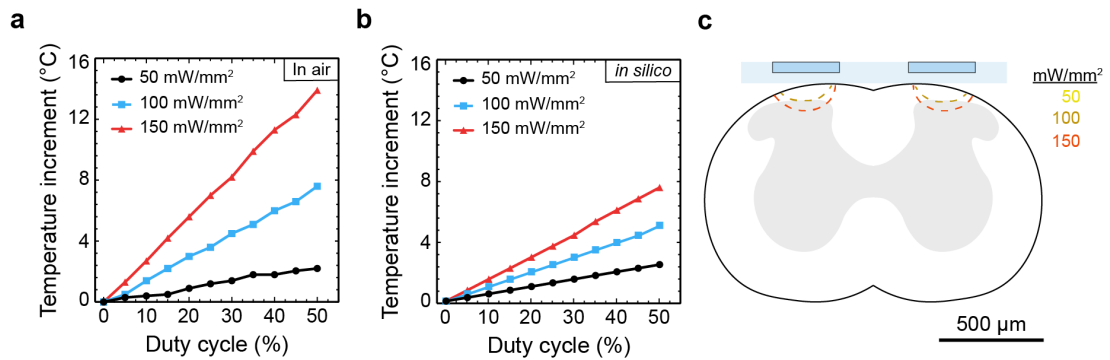 a
Temperature increment (°C)
16
12
8
4
0
50 mW/mm²
100 mW/mm²
150 mW/mm²
In air
0 10 20 30 40 50
Duty cycle (%)
b
Temperature increment (°C)
16
12
8
4
0
50 mW/mm²
100 mW/mm²
150 mW/mm²
in silico
0 10 20 30 40 50
Duty cycle (%)
c
mW/mm²
50
100
150
500 μm